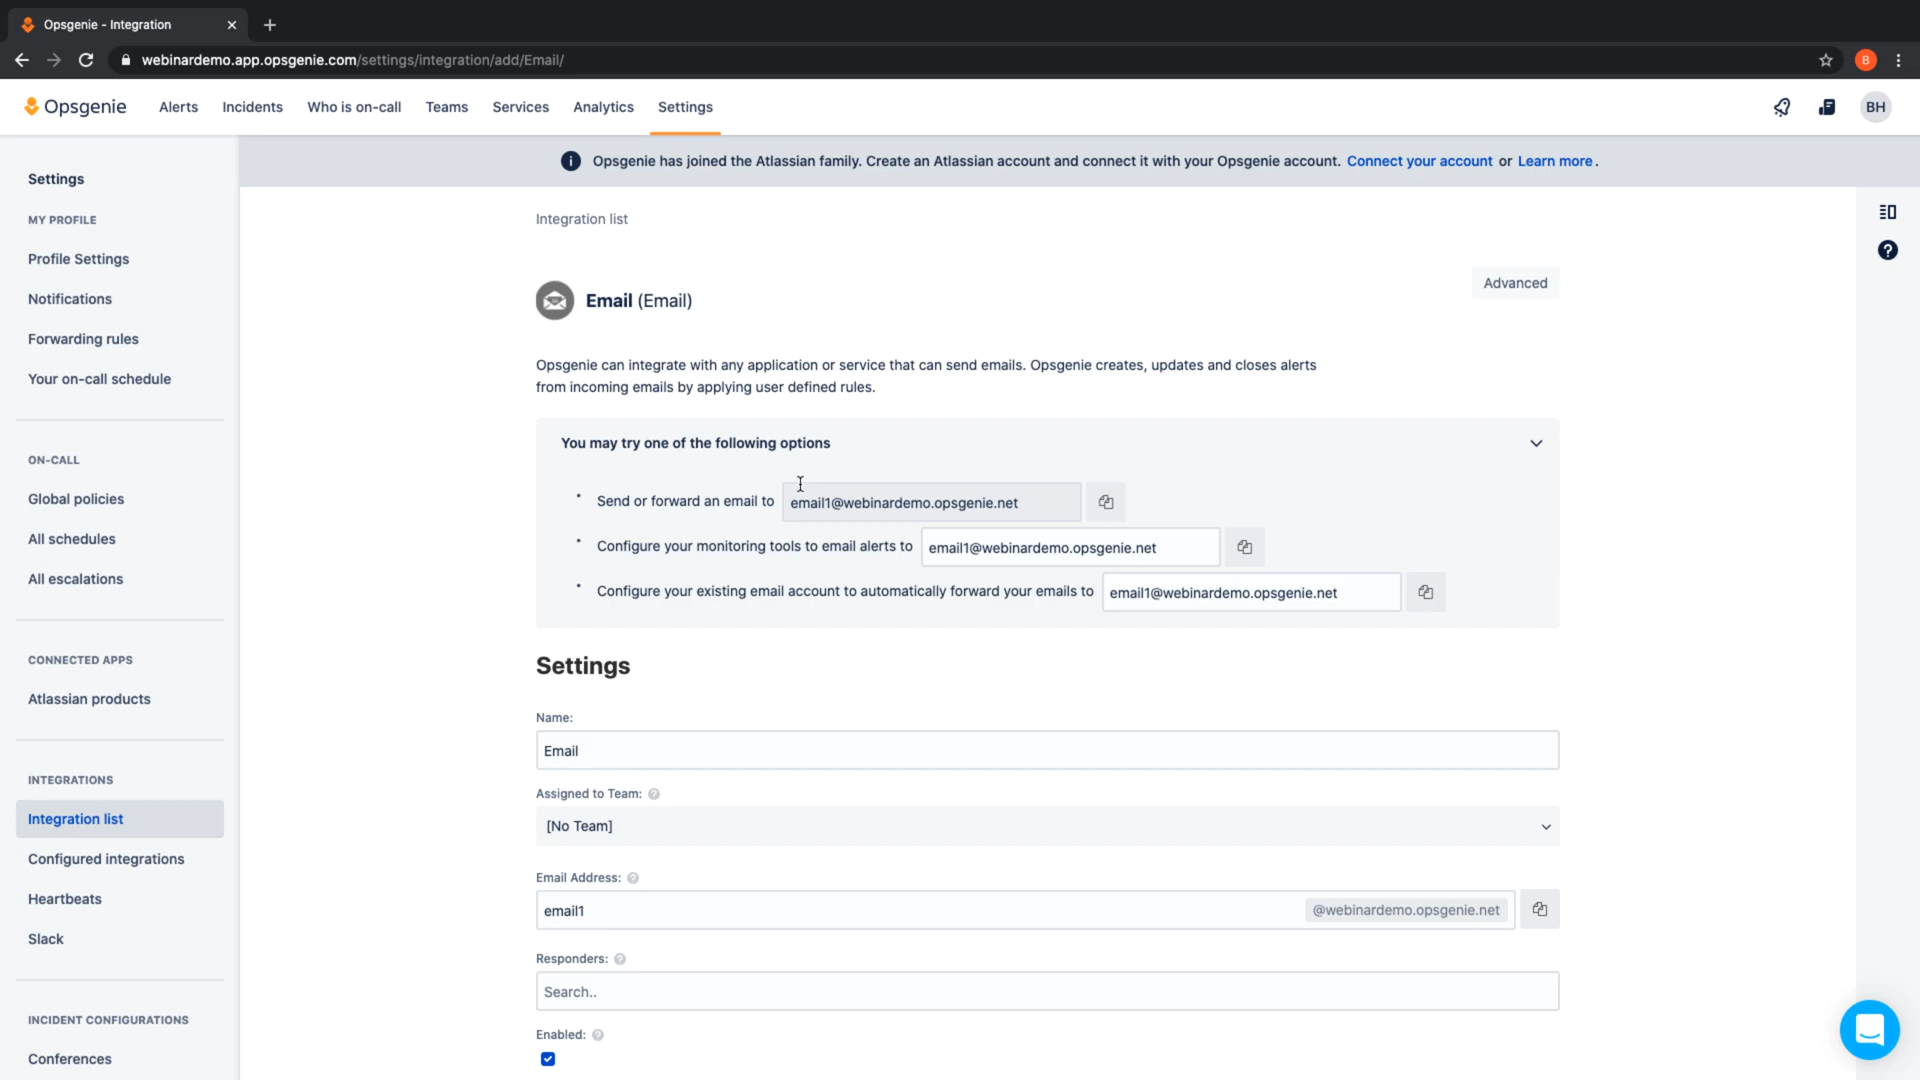 Opsgenie - Integration
webinardemo.app.opsgenie.com/settings/integration/add/Email/
B
Opsgenie
Alerts
Incidents
Who is on-call
Teams
Services
Analytics
Settings
BH
Opsgenie has joined the Atlassian family. Create an Atlassian account and connect it with your Opsgenie account. Connect your account or Learn more.
Settings
MY PROFILE
Profile Settings
Notifications
Forwarding rules
Your on-call schedule
ON-CALL
Global policies
All schedules
All escalations
CONNECTED APPS
Atlassian products
INTEGRATIONS
Integration list
Configured integrations
Heartbeats
Slack
INCIDENT CONFIGURATIONS
Conferences
Integration list
Email (Email)
Advanced
Opsgenie can integrate with any application or service that can send emails. Opsgenie creates, updates and closes alerts
from incoming emails by applying user defined rules.
You may try one of the following options
Send or forward an email to email1@webinardemo.opsgenie.net
Configure your monitoring tools to email alerts to email1@webinardemo.opsgenie.net
Configure your existing email account to automatically forward your emails to email1@webinardemo.opsgenie.net
Settings
Name:
Email
Assigned to Team:
[No Team]
Email Address:
email1 @webinardemo.opsgenie.net
Responders:
Search..
Enabled: